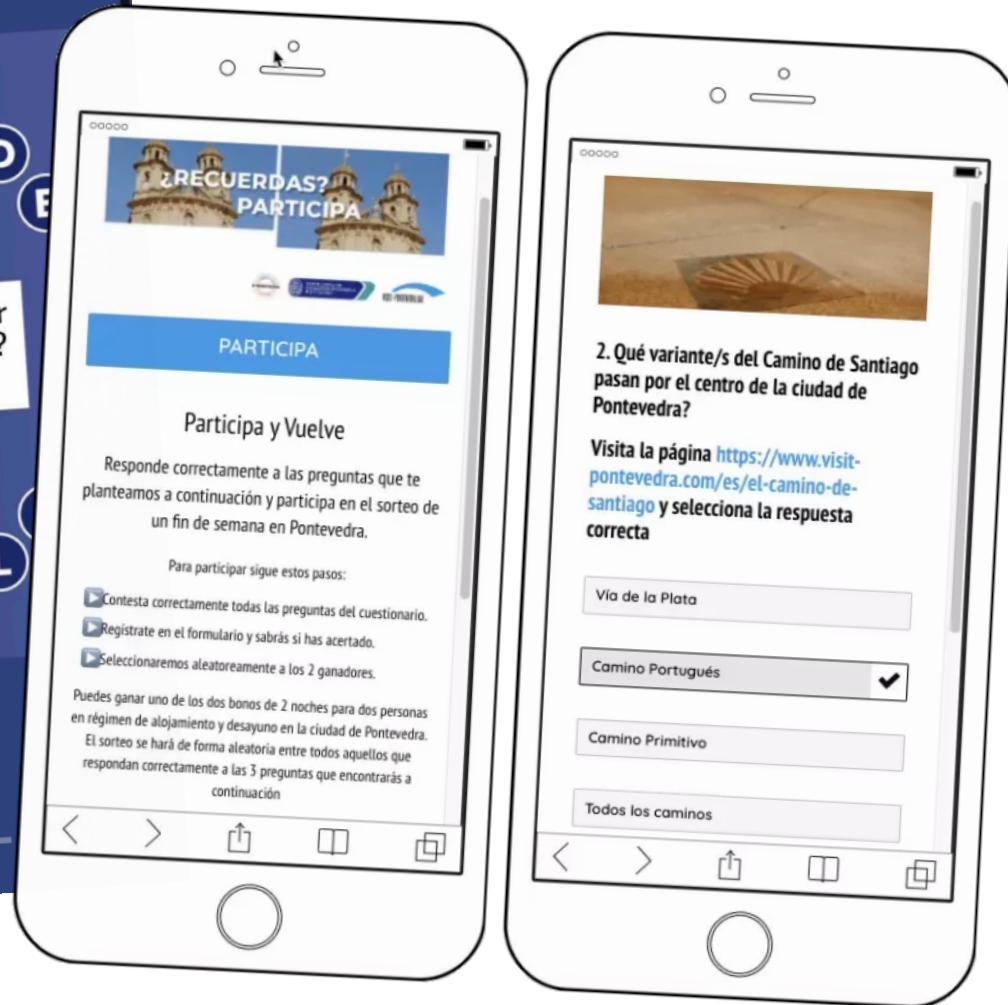 ¿RECUERDAS?
PARTICIPA
PARTICIPA
Participa y Vuelve
Responde correctamente a las preguntas que te
planteamos a continuación y participa en el sorteo de
un fin de semana en Pontevedra.
Para participar sigue estos pasos:
Contesta correctamente todas las preguntas del cuestionario.
Regístrate en el formulario y sabrás si has acertado.
Seleccionaremos aleatoreamente a los 2 ganadores.
Puedes ganar uno de los dos bonos de 2 noches para dos personas
en régimen de alojamiento y desayuno en la ciudad de Pontevedra.
El sorteo se hará de forma aleatoria entre todos aquellos que
respondan correctamente a las 3 preguntas que encontrarás a
continuación
2. Qué variante/s del Camino de Santiago
pasan por el centro de la ciudad de
Pontevedra?
Visita la página https://www.visit-
pontevedra.com/es/el-camino-de-
santiago y selecciona la respuesta
correcta
Vía de la Plata
Camino Portugués
Camino Primitivo
Todos los caminos